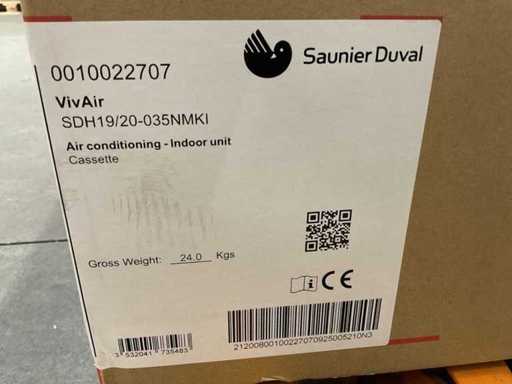 Saunier Duval
0010022707
VivAir
SDH19/20-035NMKI
Air conditioning - Indoor unit
Cassette
Gross Weight: 24.0 Kgs
i CE
3 532041 735483
21200800100227070925005210N3